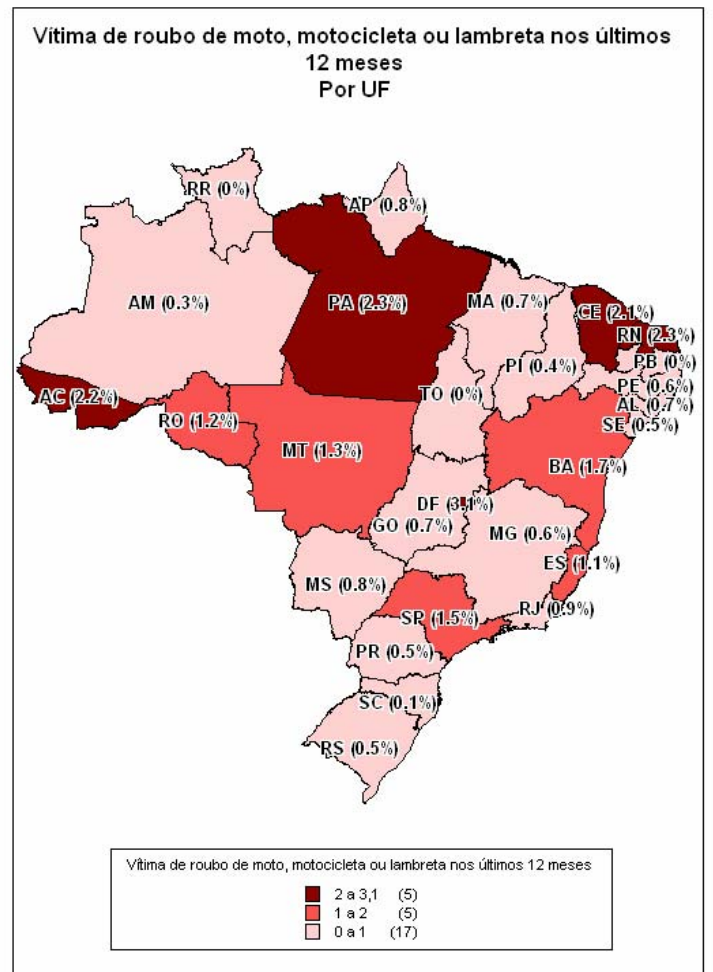 Vítima de roubo de moto, motocicleta ou lambreta nos últimos
12 meses
Por UF
RR (0%)
AP (0.8%)
AM (0.3%)
PA (2.3%)
MA (0.7%)
CE (2.1%)
RN (2.3%)
PB (0%)
PI (0.4%)
PE (0.6%)
AC (2.2%)
TO (0%)
AL (0.7%)
RO (1.2%)
SE (0.5%)
MT (1.3%)
BA (1.7%)
DF (3.1%)
GO (0.7%)
MG (0.6%)
ES (1.1%)
MS (0.8%)
RJ (0.9%)
SP (1.5%)
PR (0.5%)
SC (0.1%)
RS (0.5%)
Vítima de roubo de moto, motocicleta ou lambreta nos últimos 12 meses
2 a 3,1 (5)
1 a 2 (5)
0 a 1 (17)